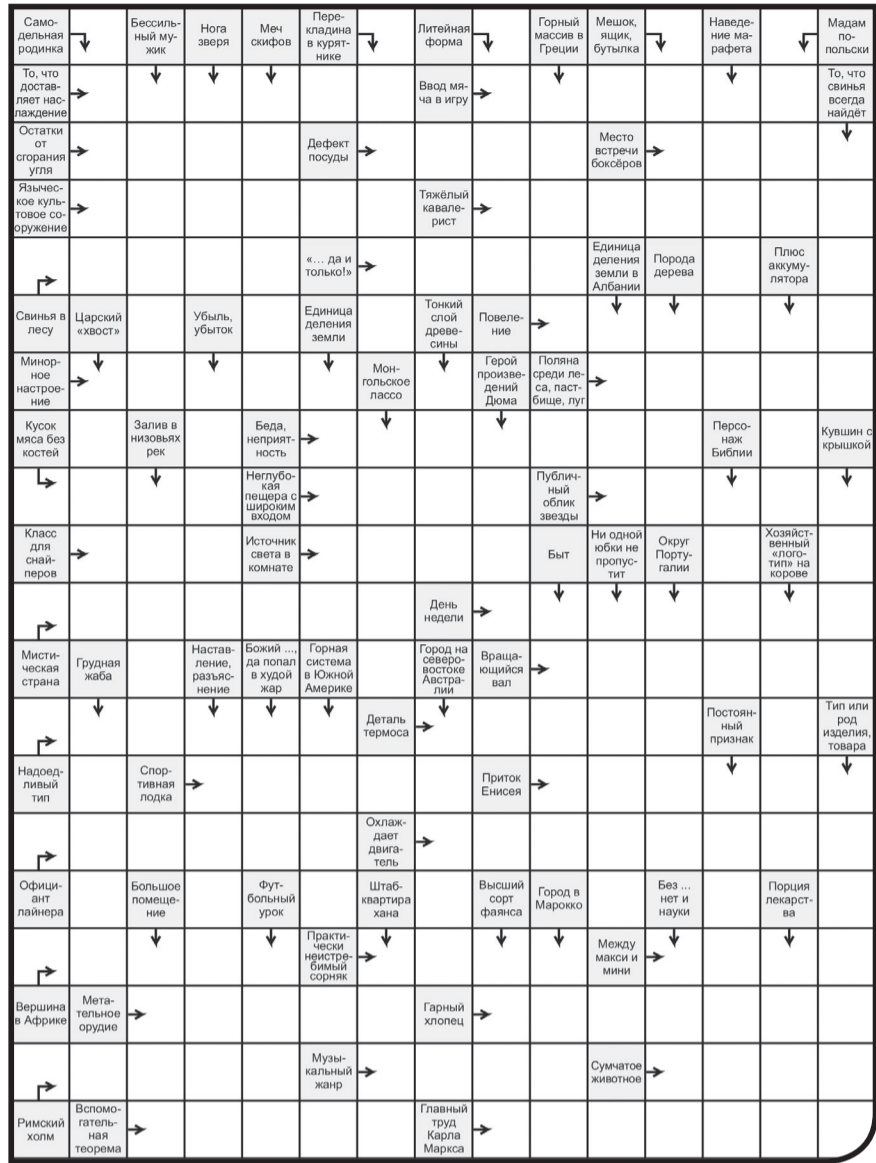 Само-
дельная
родинка
Бессиль-
ный му-
жик
Нога
зверя
Меч
скифов
Пере-
кладина
в курят-
нике
Литейная
форма
Горный
массив в
Греции
Мешок,
ящик,
бутылка
Наведе-
ние ма-
рафета
Мадам
по-
польски
То, что
достав-
ляет нас-
лаждение
Ввод мя-
ча в игру
То, что
свинья
всегда
найдёт
Остатки
от
сгорания
угля
Дефект
посуды
Место
встречи
боксёров
Язычес-
кое куль-
товое со-
оружение
Тяжёлый
кавале-
рист
«... да и
только!»
Единица
деления
земли в
Албании
Порода
дерева
Плюс
аккуму-
лятора
Свинья в
лесу
Царский
«хвост»
Убыль,
убыток
Единица
деления
земли
Тонкий
слой
древе-
сины
Повеле-
ние
Минор-
ное
настрое-
ние
Мон-
гольское
лассо
Герой
произве-
дений
Дюма
Поляна
среди ле-
са, паст-
бище, луг
Кусок
мяса без
костей
Залив в
низовьях
рек
Беда,
неприят-
ность
Персо-
наж
Библии
Кувшин с
крышкой
Неглубо-
кая
пещера с
широким
входом
Публич-
ный
облик
звезды
Класс
для
снай-
перов
Источник
света в
комнате
Быт
Ни одной
юбки не
пропус-
тит
Округ
Порту-
галии
Хозяйст-
венный
«лого-
тип» на
корове
День
недели
Мисти-
ческая
страна
Грудная
жаба
Настав-
ление,
разъяс-
нение
Божий ...,
да попал
в худой
жар
Горная
система
в Южной
Америке
Город на
северо-
востоке
Австра-
лии
Враща-
ющийся
вал
Деталь
термоса
Постоян-
ный
признак
Тип или
род
изделия,
товара
Надоед-
ливый
тип
Спор-
тивная
лодка
Приток
Енисея
Охлаж-
дает
двига-
тель
Офици-
ант
лайнера
Большое
помеще-
ние
Фут-
больный
урок
Штаб-
квартира
хана
Высший
сорт
фаянса
Город в
Марокко
Без ...
нет и
науки
Порция
лекарст-
ва
Практи-
чески
неистре-
бимый
сорняк
Между
макси и
мини
Вершина
в Африке
Мета-
тельное
орудие
Гарный
хлопец
Музы-
кальный
жанр
Сумчатое
животное
Римский
холм
Вспомо-
гатель-
ная
теорема
Главный
труд
Карла
Маркса